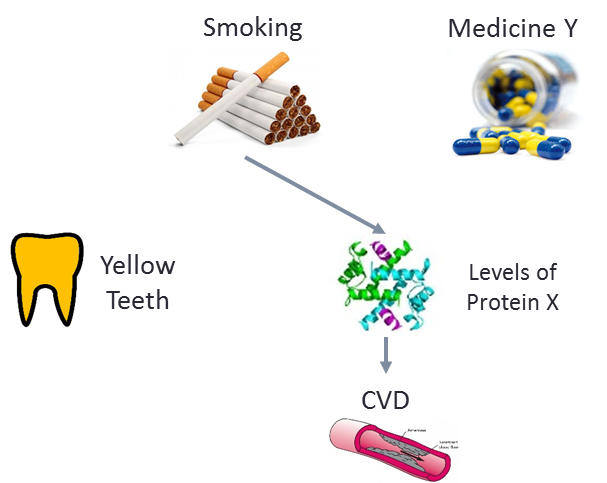 Smoking
Medicine Y
Yellow
Teeth
Levels of
Protein X
CVD